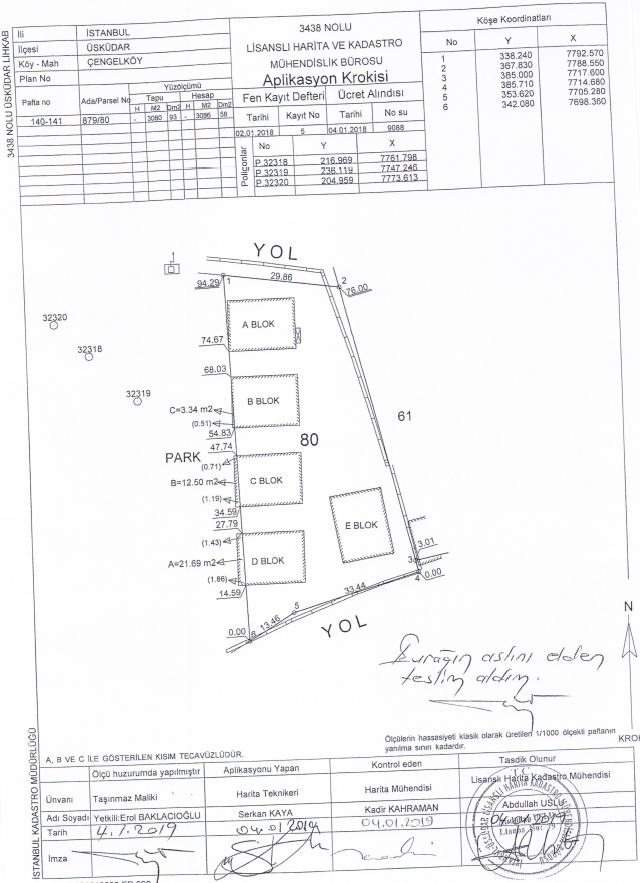 3438 NOLU ÜSKÜDAR LİHKAB
İli İSTANBUL
İlçesi ÜSKÜDAR
Köy - Mah ÇENGELKÖY
Plan No
Pafta no Ada/Parsel No Yüzölçümü
Tapu Hesap
H M2 Dm2 H M2 Dm2
140-141 879/80 - 3080 93 - 3086 58
3438 NOLU
LİSANSLI HARİTA VE KADASTRO
MÜHENDİSLİK BÜROSU
Aplikasyon Krokisi
Fen Kayıt Defteri Ücret Alındısı
Tarihi Kayıt No Tarihi No su
02.01.2018 5 04.01.2018 9088
Poligonlar
No Y X
P.32318 216.969 7761.798
P.32319 236.119 7747.246
P.32320 204.959 7773.613
Köşe Koordinatları
No Y X
1 338.240 7792.570
2 367.830 7788.550
3 385.000 7717.600
4 385.710 7714.680
5 353.620 7705.280
6 342.080 7698.360
YOL
94.29 1 29.86 2
76.00
32320
A BLOK
74.67
32318
68.03
32319
B BLOK
C=3.34 m2
(0.51)
54.83
61
80
47.74
PARK
(0.71)
C BLOK
B=12.50 m2
(1.19)
34.59
27.79
E BLOK
(1.43)
D BLOK
A=21.69 m2
(1.86)
14.59
3.01
3
4 0.00
33.44
5
13.46
0.00 6
YOL
N
Evrağın aslını elden
teslim aldım.
Ölçülerin hassasiyeti klasik olarak üretilen 1/1000 ölçekli paftanın
yanılma sınırı kadardır.
KROK
A, B VE C İLE GÖSTERİLEN KISIM TECAVÜZLÜDÜR.
İSTANBUL KADASTRO MÜDÜRLÜĞÜ
Ölçü huzurumda yapılmıştır Aplikasyonu Yapan Kontrol eden Tasdik Olunur
Ünvanı Taşınmaz Maliki Harita Teknikeri Harita Mühendisi Lisanslı Harita Kadastro Mühendisi
Adı Soyadı Yetkili:Erol BAKLACIOĞLU Serkan KAYA Kadir KAHRAMAN Abdullah USLU
Tarih 4.1.2019 04.01.2019 04.01.2019 04.01.2019
İmza